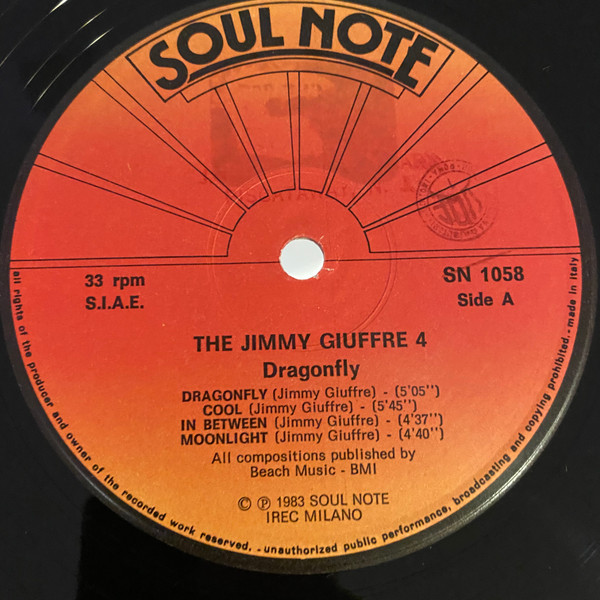 SOUL NOTE
33 rpm
S.I.A.E.
SN 1058
Side A
THE JIMMY GIUFFRE 4
Dragonfly
DRAGONFLY (Jimmy Giuffre) - (5'05'')
COOL (Jimmy Giuffre) - (5'45'')
IN BETWEEN (Jimmy Giuffre) - (4'37'')
MOONLIGHT (Jimmy Giuffre) - (4'40'')
All compositions published by
Beach Music - BMI
© ℗ 1983 SOUL NOTE
IREC MILANO
all rights of the producer and owner of the recorded work reserved. - unauthorized public performance, broadcasting and copying prohibited. - made in italy